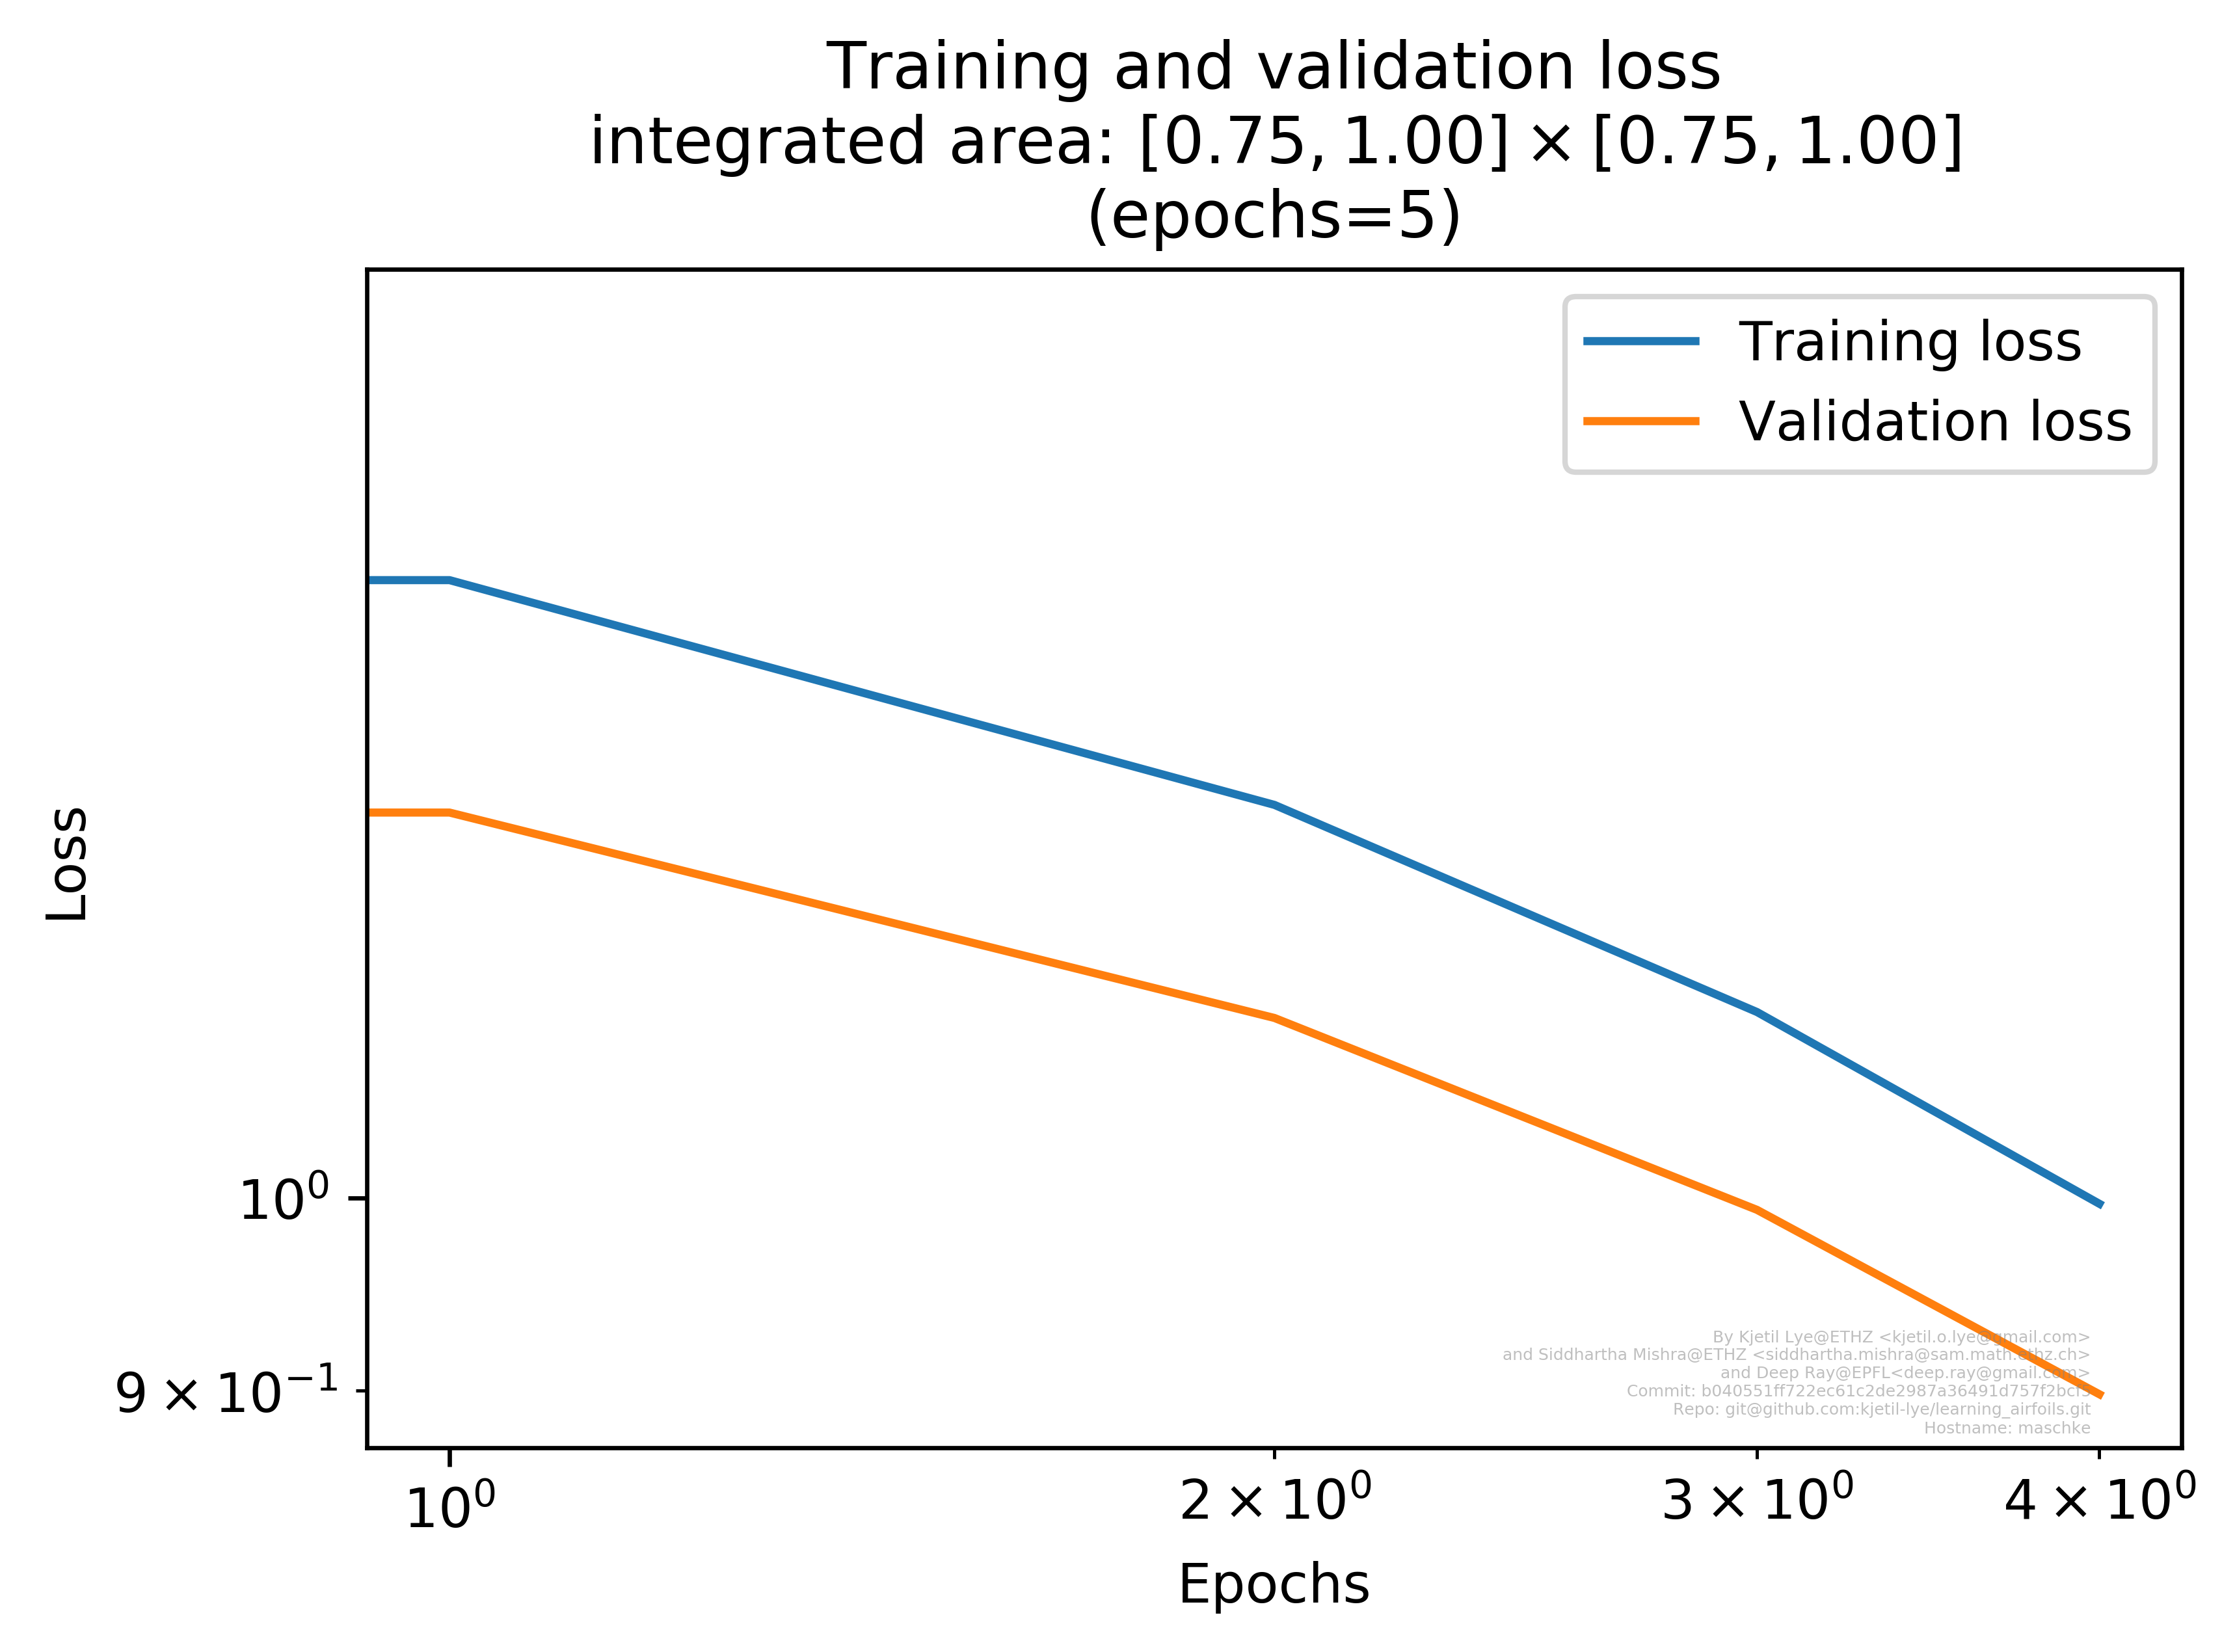 Training and validation loss
integrated area: [0.75, 1.00] × [0.75, 1.00]
(epochs=5)
Training loss
Validation loss
Loss
10⁰
9 × 10⁻¹
By Kjetil Lye@ETHZ <kjetil.o.lye@gmail.com>
and Siddhartha Mishra@ETHZ <siddhartha.mishra@sam.math.ethz.ch>
and Deep Ray@EPFL<deep.ray@gmail.com>
Commit:
Repo: git@github.com:kjetil-lye/learning_airfoils.git
Hostname: maschke
10⁰
2 × 10⁰
3 × 10⁰
4 × 10⁰
Epochs